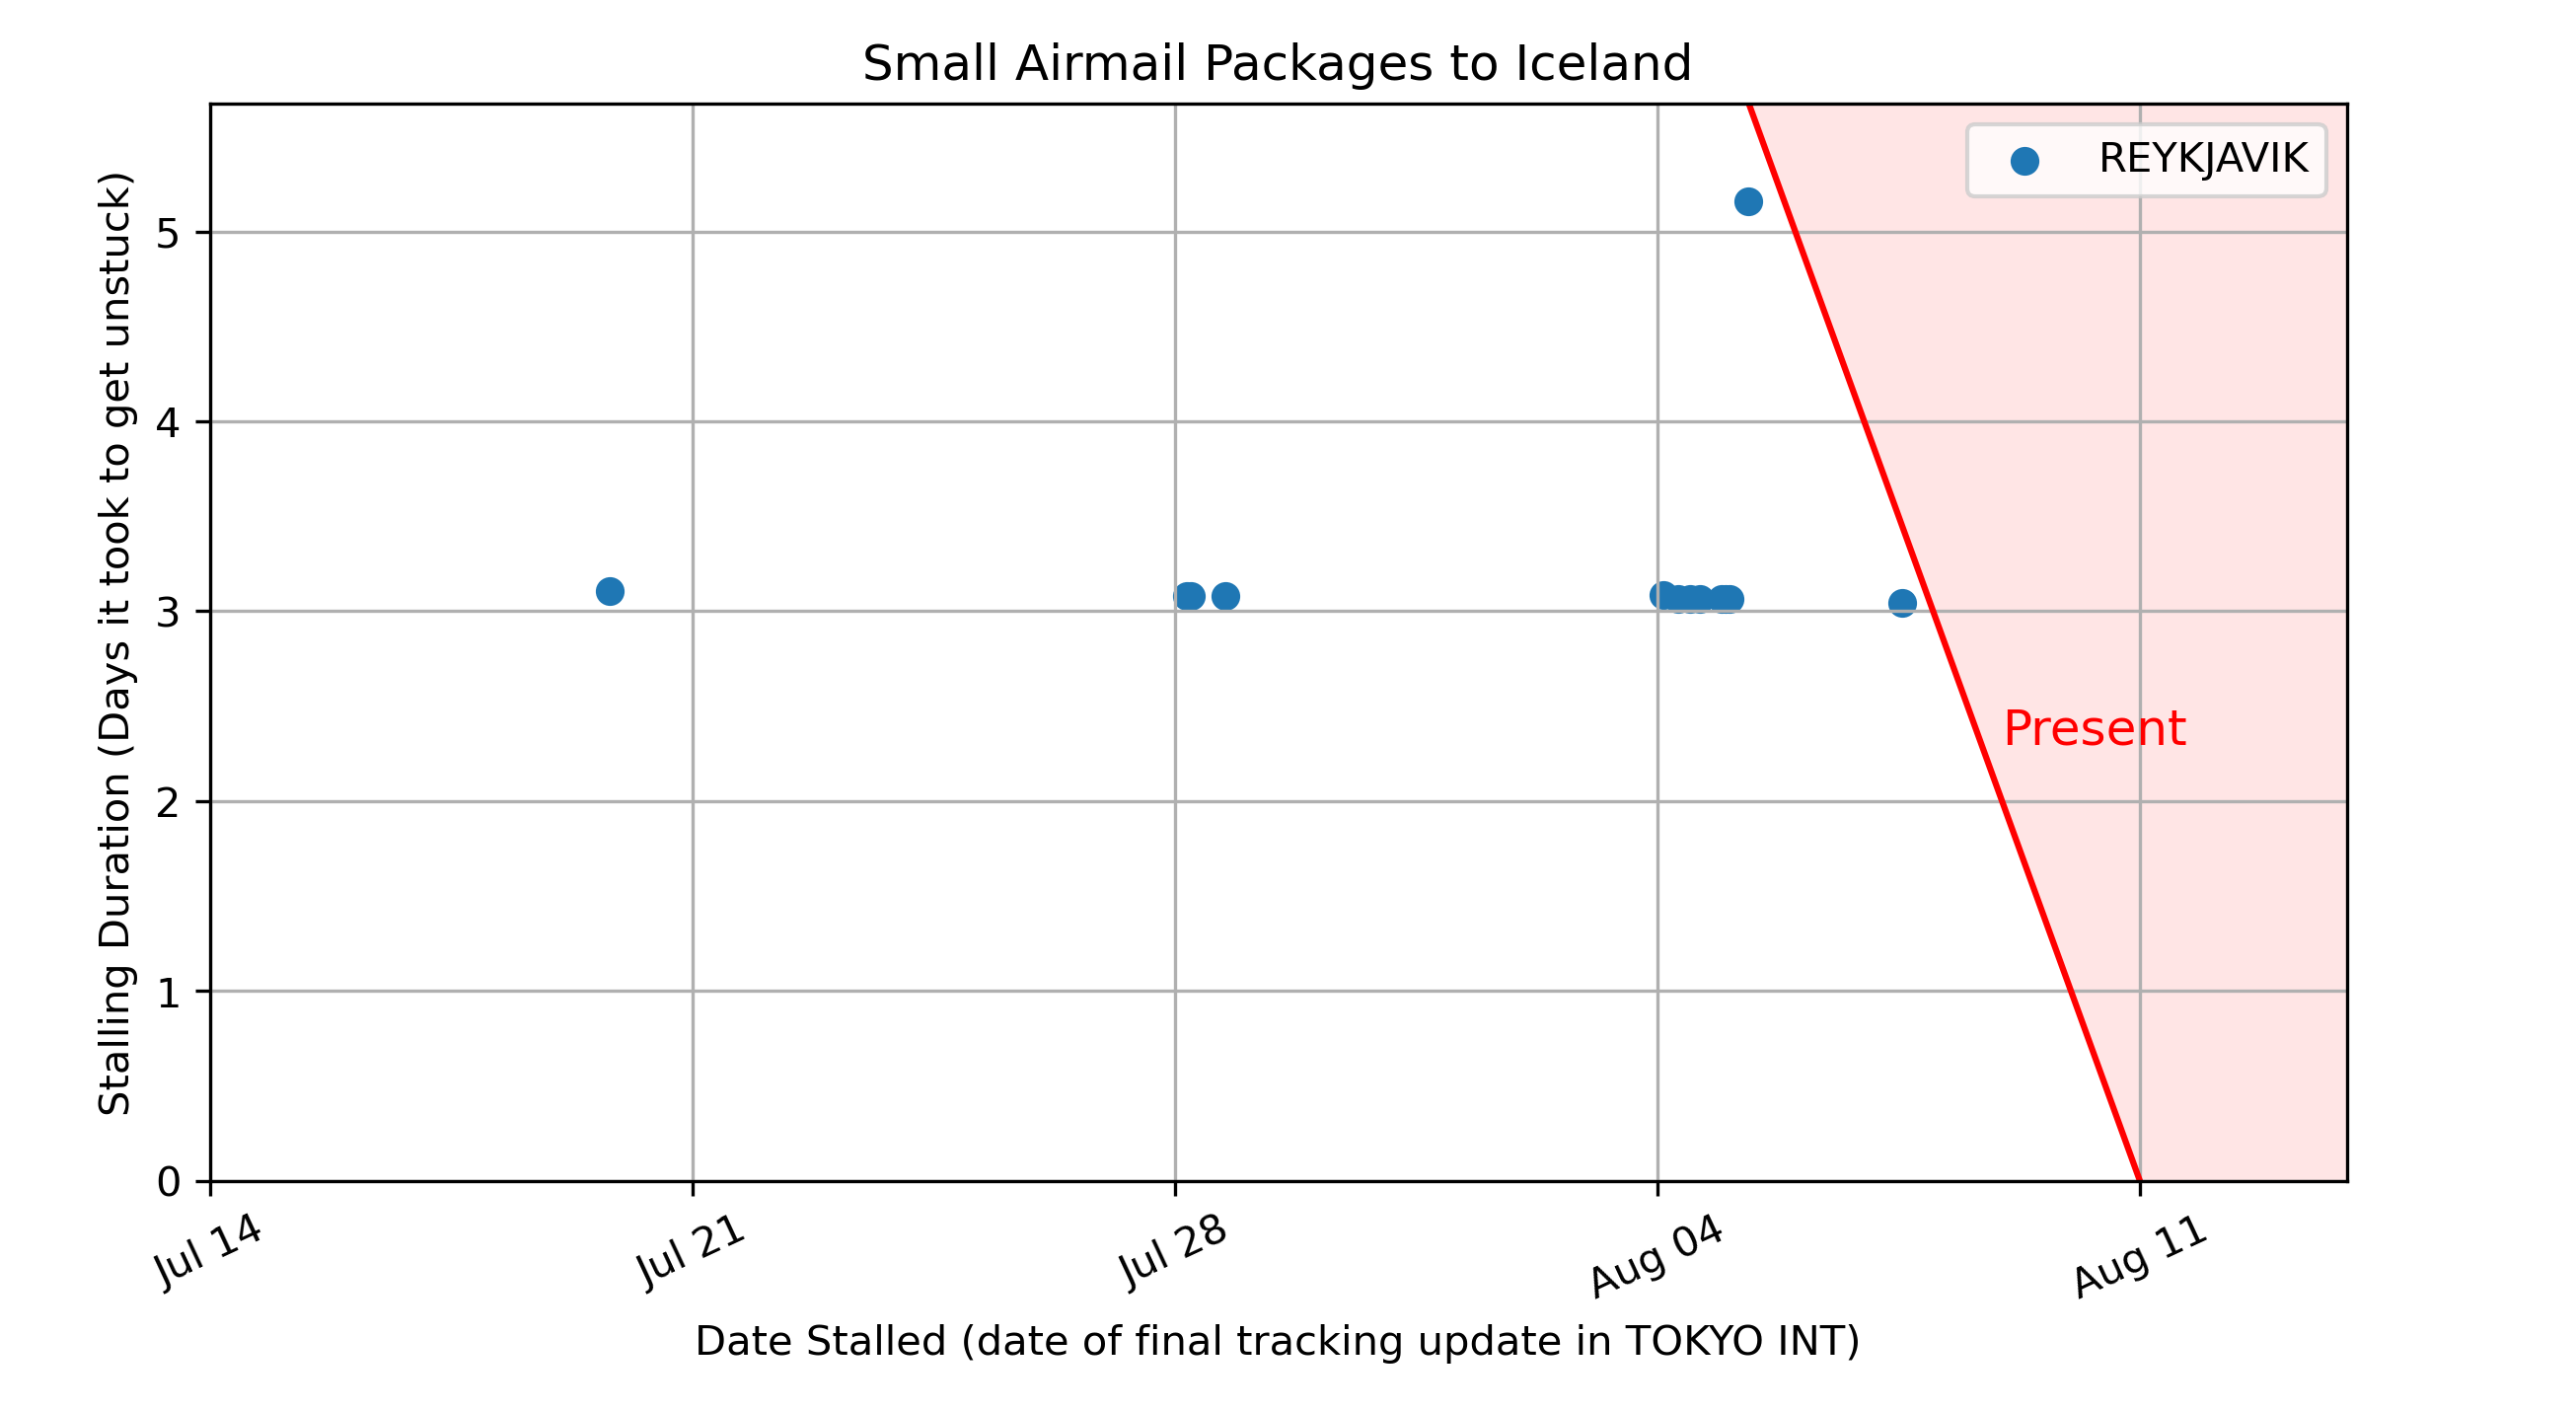 Small Airmail Packages to Iceland
REYKJAVIK
Stalling Duration (Days it took to get unstuck)
5
4
3
2
1
0
Present
Jul 14
Jul 21
Jul 28
Aug 04
Aug 11
Date Stalled (date of final tracking update in TOKYO INT)